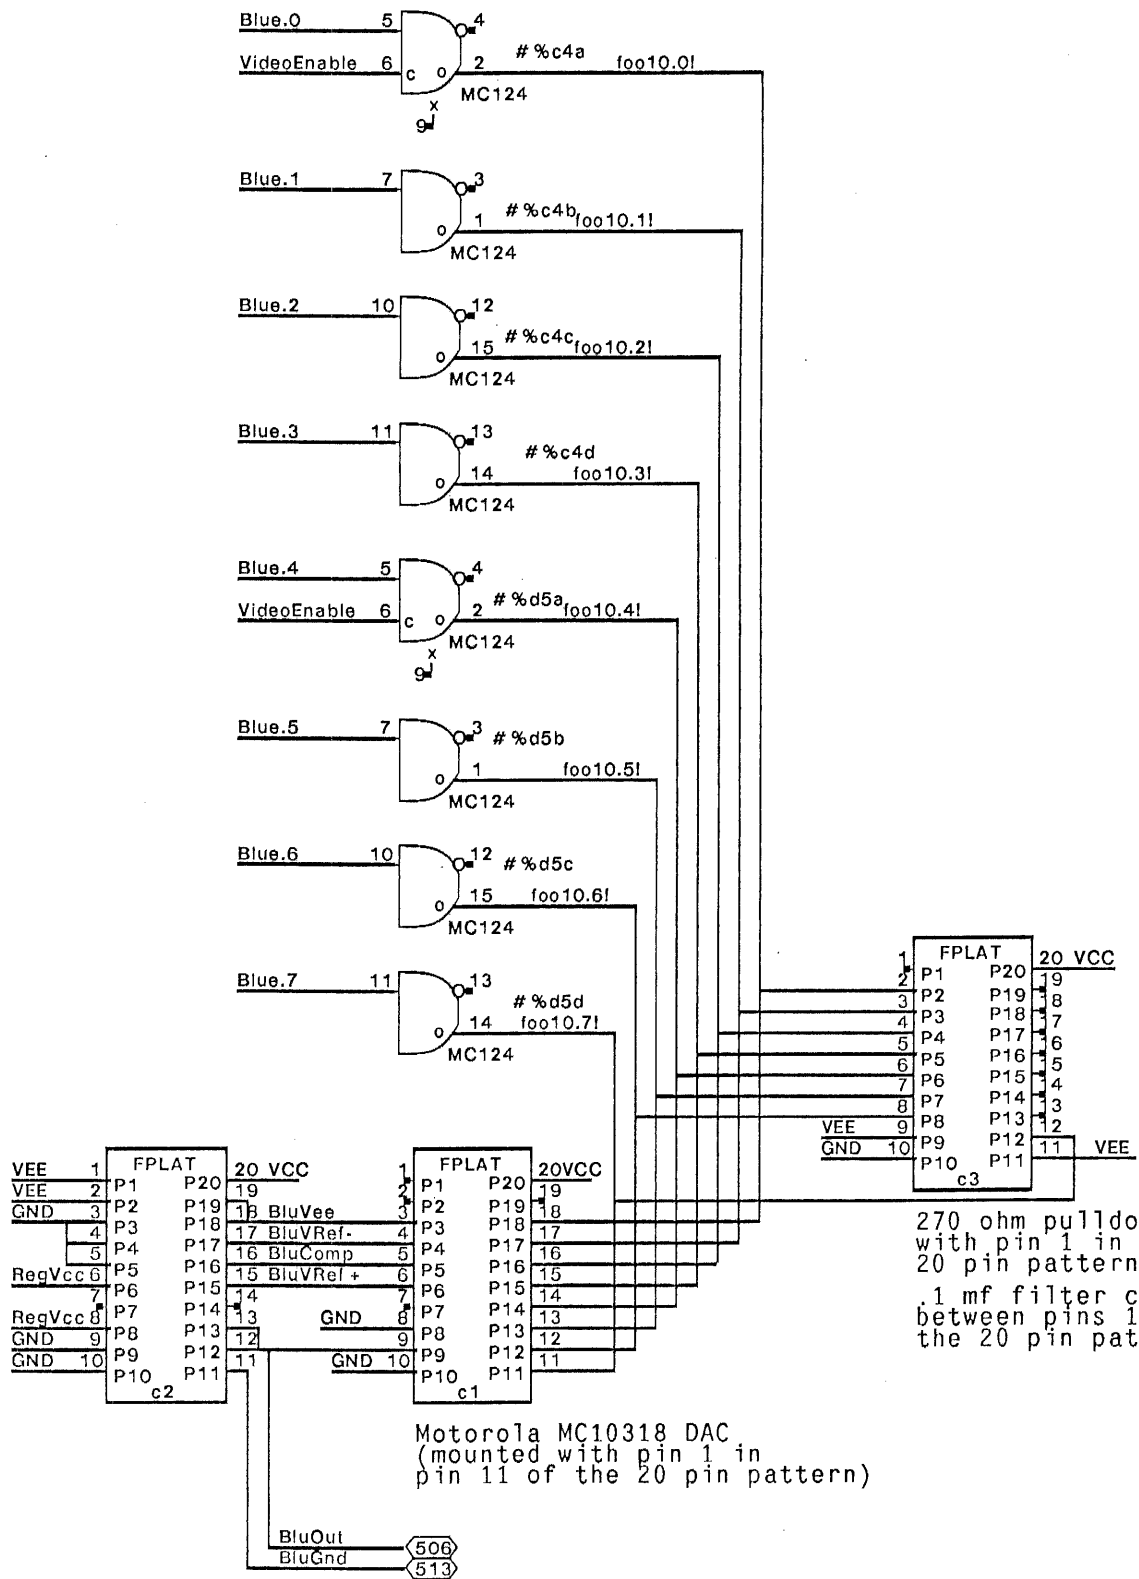 Blue.0 5 4
# %c4a
VideoEnable 6 c o 2 foo10.0!
MC124
x
9
Blue.1 7 3
# %c4b
o 1 foo10.1!
MC124
Blue.2 10 12
# %c4c
o 15 foo10.2!
MC124
Blue.3 11 13
# %c4d
o 14 foo10.3!
MC124
Blue.4 5 4
# %d5a
VideoEnable 6 c o 2 foo10.4!
MC124
x
9
Blue.5 7 3 # %d5b
o 1 foo10.5!
MC124
Blue.6 10 12 # %d5c
o 15 foo10.6!
MC124
Blue.7 11 13
# %d5d
o 14 foo10.7!
MC124
FPLAT
1 P1 P20 20 VCC
2 P2 P19 19
3 P3 P18 8
4 P4 P17 7
5 P5 P16 6
6 P6 P15 5
7 P7 P14 4
8 P8 P13 3
VEE 9 P9 P12 12
GND 10 P10 P11 11 VEE
c3
270 ohm pulldo
with pin 1 in
20 pin pattern
.1 mf filter c
between pins 1
the 20 pin pat
FPLAT
VEE 1 P1 P20 20 VCC
VEE 2 P2 P19 19
GND 3 P3 P18 18 BluVee
4 P4 P17 17 BluVRef-
5 P5 P16 16 BluComp
RegVcc 6 P6 P15 15 BluVRef+
7 P7 P14 14
RegVcc 8 P8 P13 13
GND 9 P9 P12 12
GND 10 P10 P11 11
c2
FPLAT
1 P1 P20 20 VCC
2 P2 P19 19
3 P3 P18 18
4 P4 P17 17
5 P5 P16 16
6 P6 P15 15
7 P7 P14 14
GND 8 P8 P13 13
9 P9 P12 12
GND 10 P10 P11 11
c1
Motorola MC10318 DAC
(mounted with pin 1 in
pin 11 of the 20 pin pattern)
BluOut 506
BluGnd 513